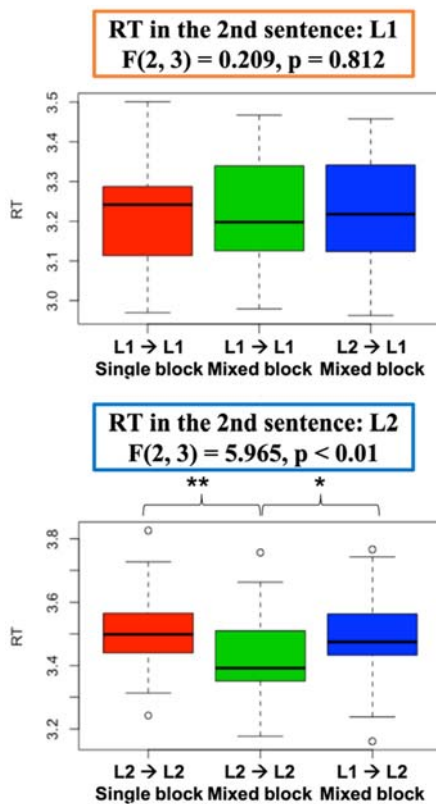 RT in the 2nd sentence: L1
F(2, 3) = 0.209, p = 0.812
3.5
3.4
3.3
3.2
3.1
3.0
RT
L1 → L1 L1 → L1 L2 → L1
Single block Mixed block Mixed block
RT in the 2nd sentence: L2
F(2, 3) = 5.965, p < 0.01
** *
3.8
3.6
3.4
3.2
RT
L2 → L2 L2 → L2 L1 → L2
Single block Mixed block Mixed block